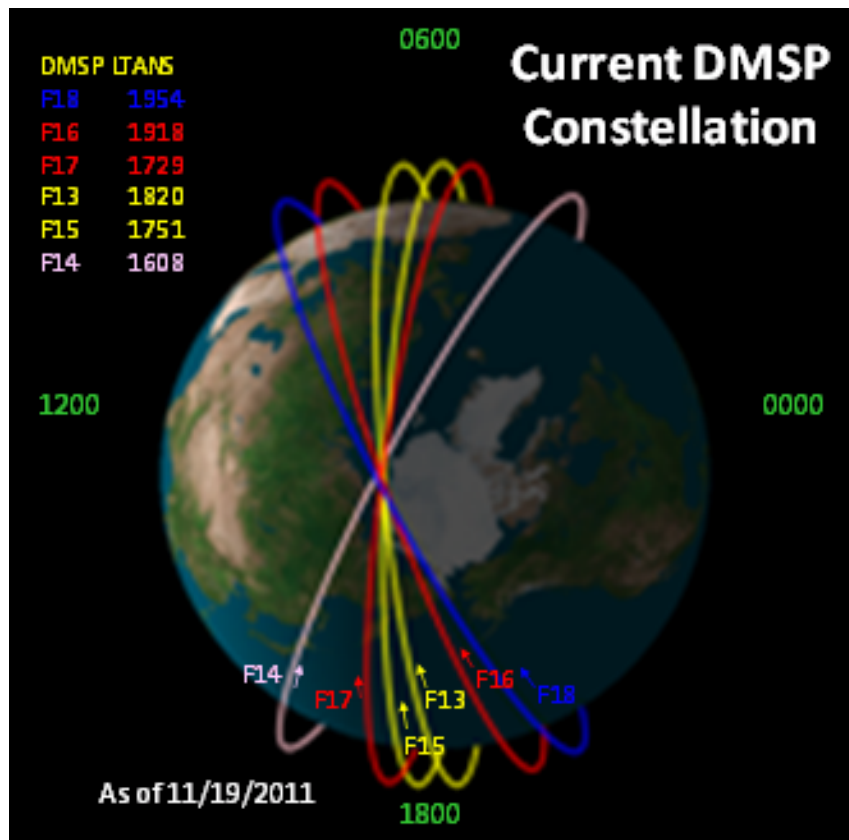 0600
Current DMSP
Constellation
DMSP LTANS
F18 1954
F16 1918
F17 1729
F13 1820
F15 1751
F14 1608
1200
0000
F14
F17
F13
F16
F18
F15
As of 11/19/2011
1800